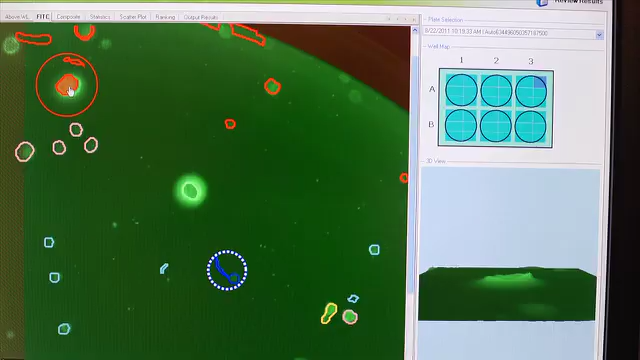 Review Results
Above WL FITC Composite Statistics Scatter Plot Ranking Output Results
Plate Selection
Well Map
1 2 3
A
B
3D View